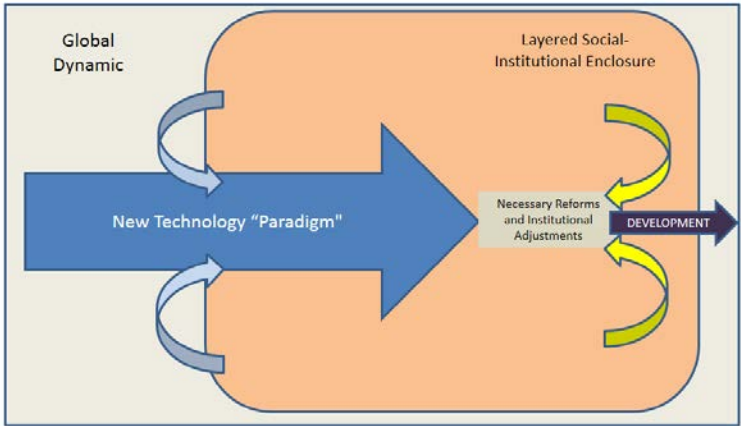 Global
Dynamic
Layered Social-
Institutional Enclosure
New Technology “Paradigm"
Necessary Reforms
and Institutional
Adjustments
DEVELOPMENT